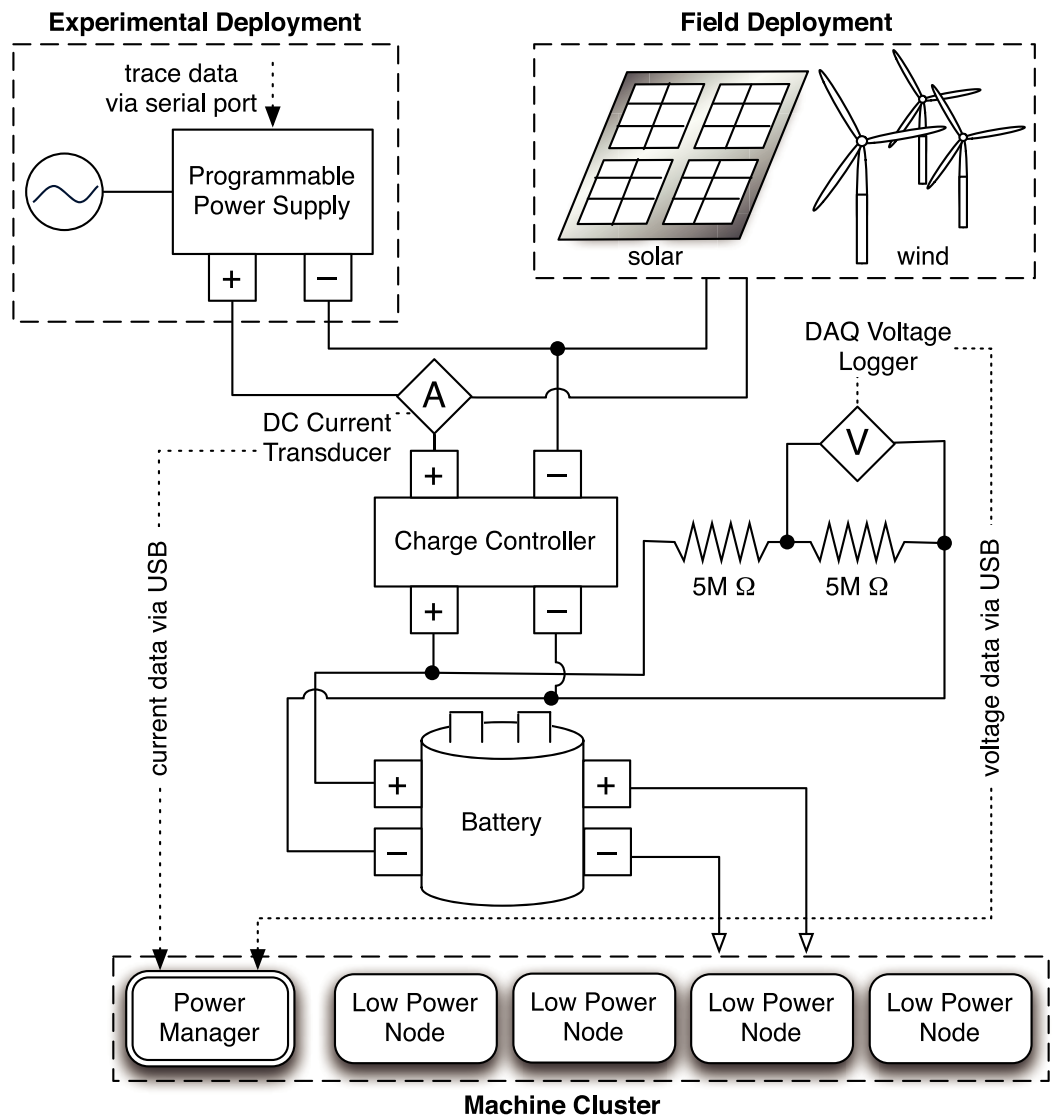 Experimental Deployment
Field Deployment
trace data
via serial port
Programmable
Power Supply
+
−
solar
wind
DAQ Voltage
Logger
A
DC Current
Transducer
V
+
−
Charge Controller
5M Ω
5M Ω
+
−
current data via USB
voltage data via USB
+
+
Battery
−
−
Power
Manager
Low Power
Node
Low Power
Node
Low Power
Node
Low Power
Node
Machine Cluster